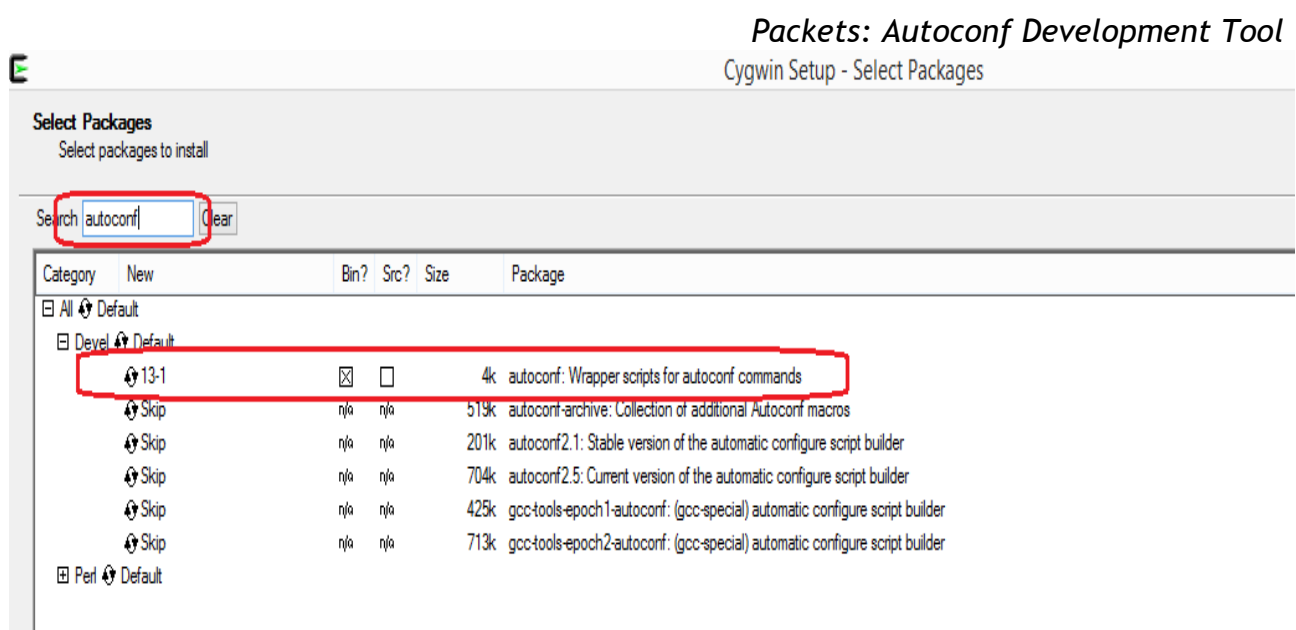 Packets: Autoconf Development Tool
Cygwin Setup - Select Packages
Select Packages
Select packages to install
Search autoconf Clear
Category New Bin? Src? Size Package
All Default
Devel Default
13-1 4k autoconf: Wrapper scripts for autoconf commands
Skip n/a n/a 519k autoconf-archive: Collection of additional Autoconf macros
Skip n/a n/a 201k autoconf2.1: Stable version of the automatic configure script builder
Skip n/a n/a 704k autoconf2.5: Current version of the automatic configure script builder
Skip n/a n/a 425k gcc-tools-epoch1-autoconf: (gcc-special) automatic configure script builder
Skip n/a n/a 713k gcc-tools-epoch2-autoconf: (gcc-special) automatic configure script builder
Perl Default